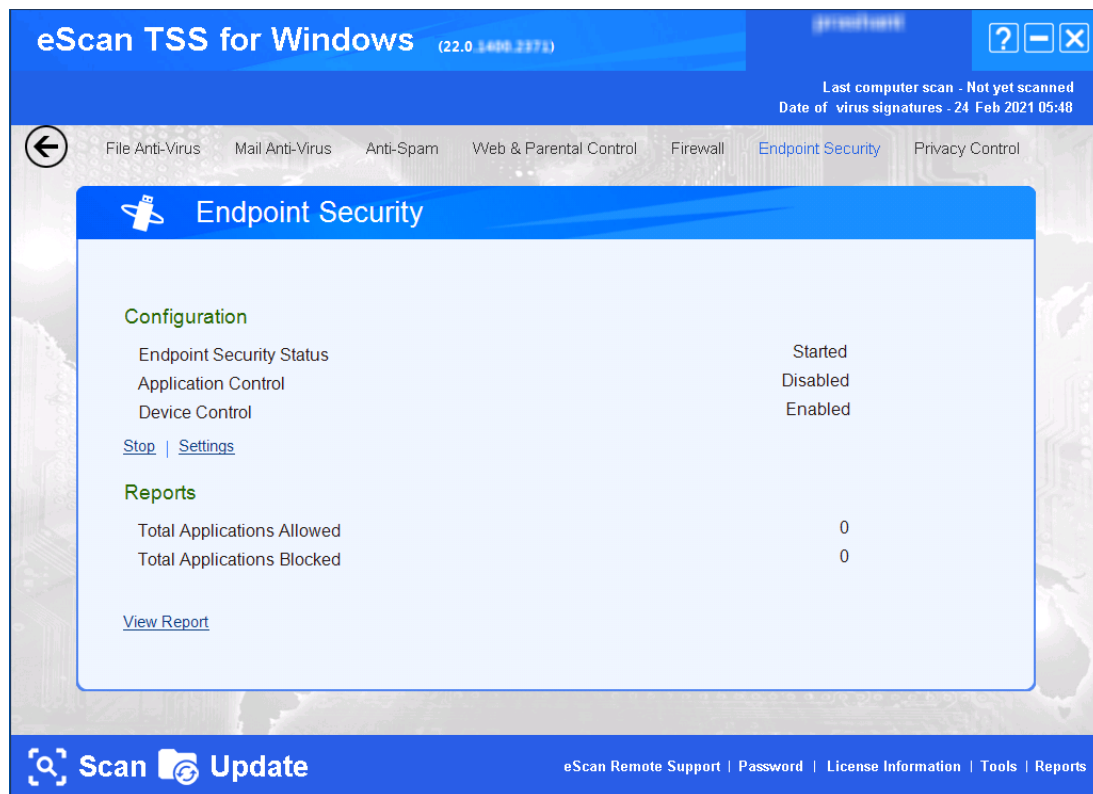 eScan TSS for Windows (22.0
Last computer scan - Not yet scanned
Date of virus signatures - 24 Feb 2021 05:48
File Anti-Virus Mail Anti-Virus Anti-Spam Web & Parental Control Firewall Endpoint Security Privacy Control
Endpoint Security
Configuration
Endpoint Security Status Started
Application Control Disabled
Device Control Enabled
Stop | Settings
Reports
Total Applications Allowed 0
Total Applications Blocked 0
View Report
Scan Update eScan Remote Support | Password | License Information | Tools | Reports